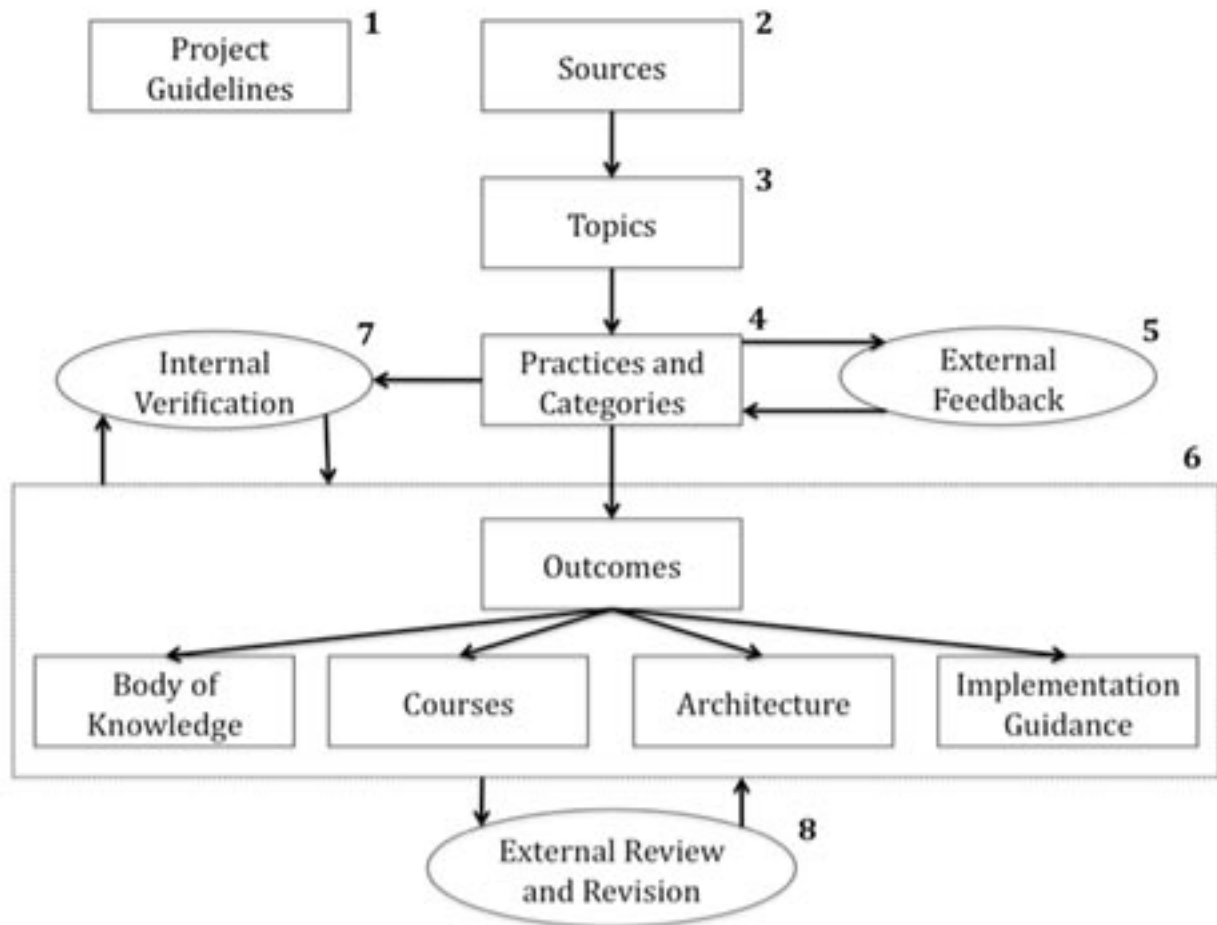 1
Project
Guidelines
2
Sources
3
Topics
4
Practices and
Categories
5
External
Feedback
7
Internal
Verification
6
Outcomes
Body of
Knowledge
Courses
Architecture
Implementation
Guidance
8
External Review
and Revision